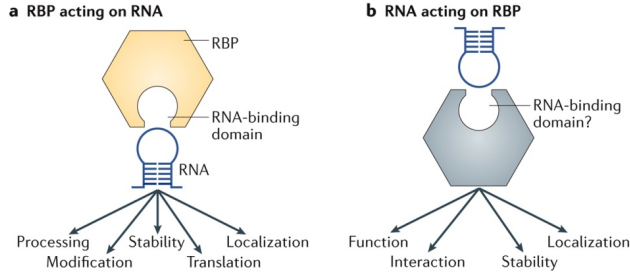 a RBP acting on RNA
RBP
RNA-binding
domain
RNA
Processing
Stability
Localization
Modification
Translation
b RNA acting on RBP
RNA-binding
domain?
Function
Localization
Interaction
Stability